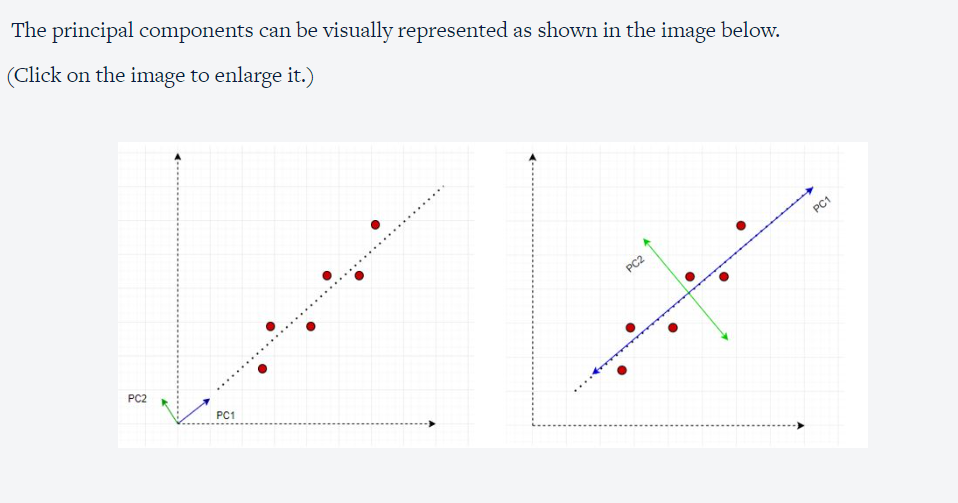 The principal components can be visually represented as shown in the image below.
(Click on the image to enlarge it.)
PC2
PC1
PC2
PC1